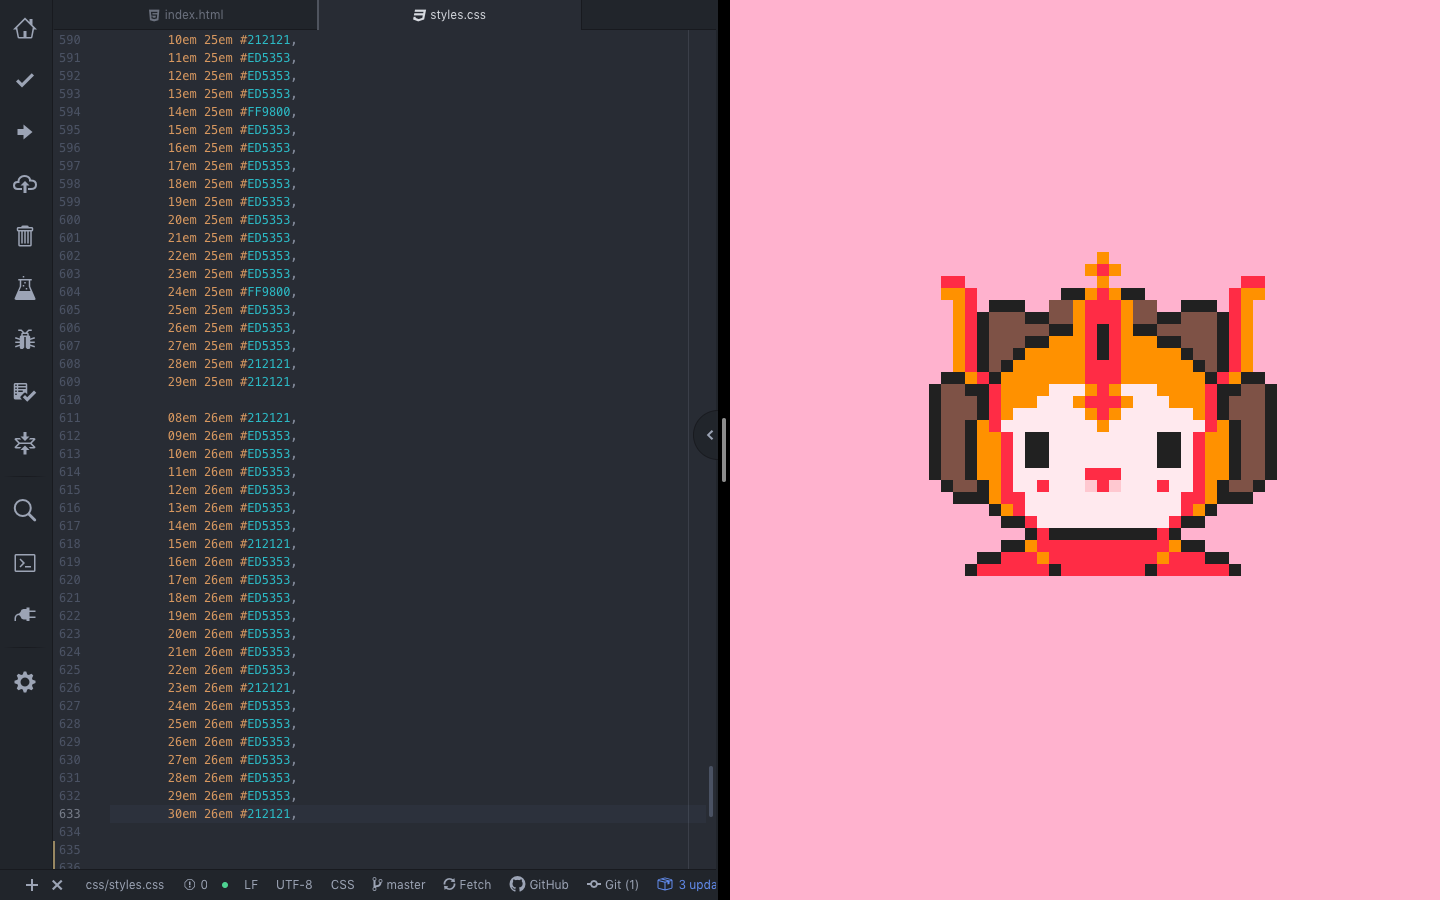 index.html
styles.css
590 10em 25em #212121,
591 11em 25em #ED5353,
592 12em 25em #ED5353,
593 13em 25em #ED5353,
594 14em 25em #FF9800,
595 15em 25em #ED5353,
596 16em 25em #ED5353,
597 17em 25em #ED5353,
598 18em 25em #ED5353,
599 19em 25em #ED5353,
600 20em 25em #ED5353,
601 21em 25em #ED5353,
602 22em 25em #ED5353,
603 23em 25em #ED5353,
604 24em 25em #FF9800,
605 25em 25em #ED5353,
606 26em 25em #ED5353,
607 27em 25em #ED5353,
608 28em 25em #212121,
609 29em 25em #212121,
610
611 08em 26em #212121,
612 09em 26em #ED5353,
613 10em 26em #ED5353,
614 11em 26em #ED5353,
615 12em 26em #ED5353,
616 13em 26em #ED5353,
617 14em 26em #ED5353,
618 15em 26em #212121,
619 16em 26em #ED5353,
620 17em 26em #ED5353,
621 18em 26em #ED5353,
622 19em 26em #ED5353,
623 20em 26em #ED5353,
624 21em 26em #ED5353,
625 22em 26em #ED5353,
626 23em 26em #212121,
627 24em 26em #ED5353,
628 25em 26em #ED5353,
629 26em 26em #ED5353,
630 27em 26em #ED5353,
631 28em 26em #ED5353,
632 29em 26em #ED5353,
633 30em 26em #212121,
634
635
636
css/styles.css 0 LF UTF-8 CSS master Fetch GitHub Git (1) 3 upda